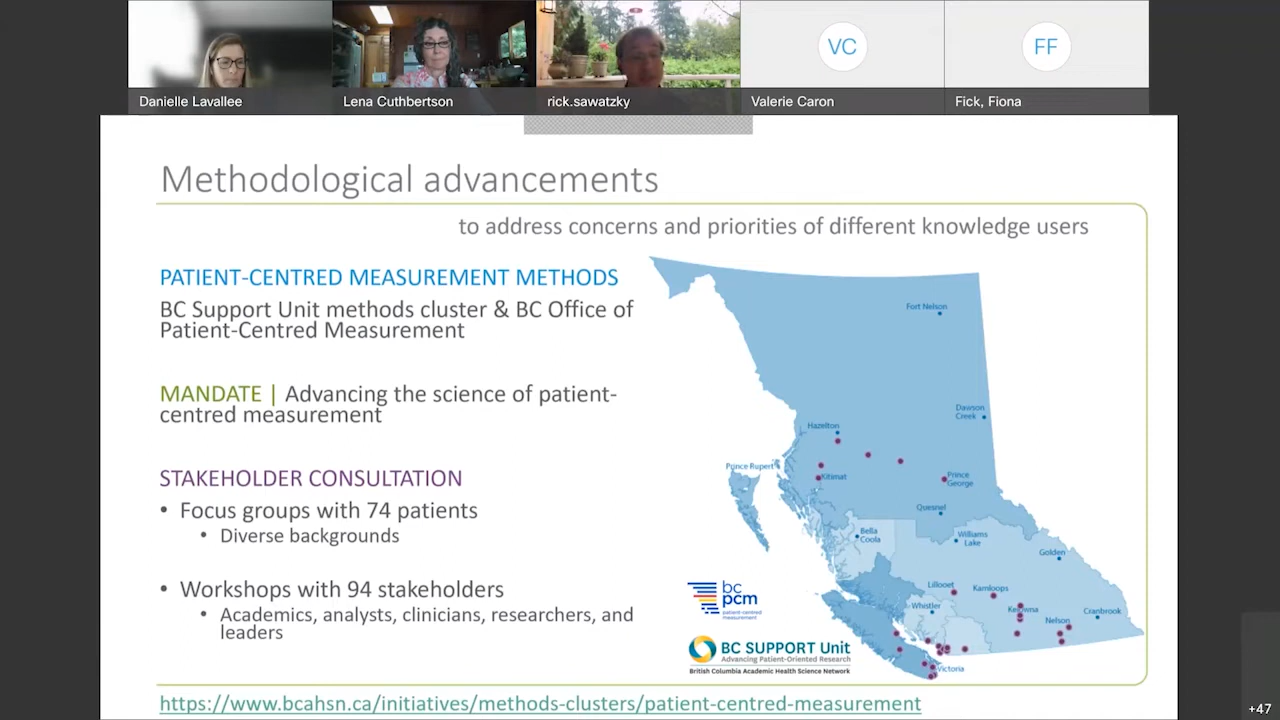 VC
FF
Danielle Lavallee
Lena Cuthbertson
rick.sawatzky
Valerie Caron
Fick, Fiona
Methodological advancements
to address concerns and priorities of different knowledge users
PATIENT-CENTRED MEASUREMENT METHODS
BC Support Unit methods cluster & BC Office of
Patient-Centred Measurement
MANDATE | Advancing the science of patient-
centred measurement
STAKEHOLDER CONSULTATION
• Focus groups with 74 patients
• Diverse backgrounds
• Workshops with 94 stakeholders
• Academics, analysts, clinicians, researchers, and
leaders
Fort Nelson
Dawson
Creek
Hazelton
Prince Rupert
Kitimat
Prince
George
Quesnel
Bella
Coola
Williams
Lake
Golden
Lillooet
Kamloops
Whistler
Kelowna
Nelson
Cranbrook
Victoria
bc
pcm
patient-centred
measurement
BC SUPPORT Unit
Advancing Patient-Oriented Research
British Columbia Academic Health Science Network
https://www.bcahsn.ca/initiatives/methods-clusters/patient-centred-measurement
+47